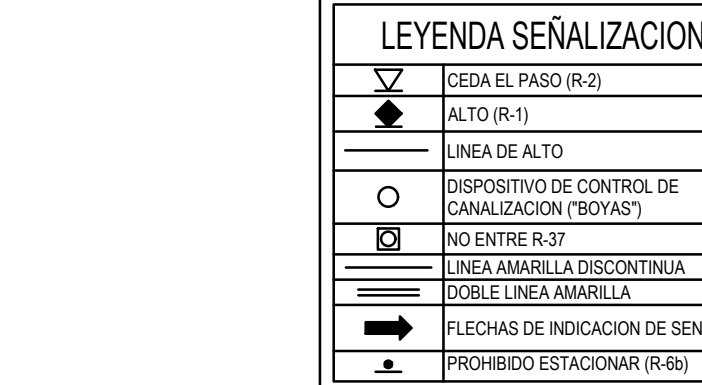 LEYENDA SEÑALIZACION
CEDA EL PASO (R-2)
ALTO (R-1)
LINEA DE ALTO
DISPOSITIVO DE CONTROL DE
CANALIZACION ("BOYAS")
NO ENTRE R-37
LINEA AMARILLA DISCONTINUA
DOBLE LINEA AMARILLA
FLECHAS DE INDICACION DE SEN
PROHIBIDO ESTACIONAR (R-6b)